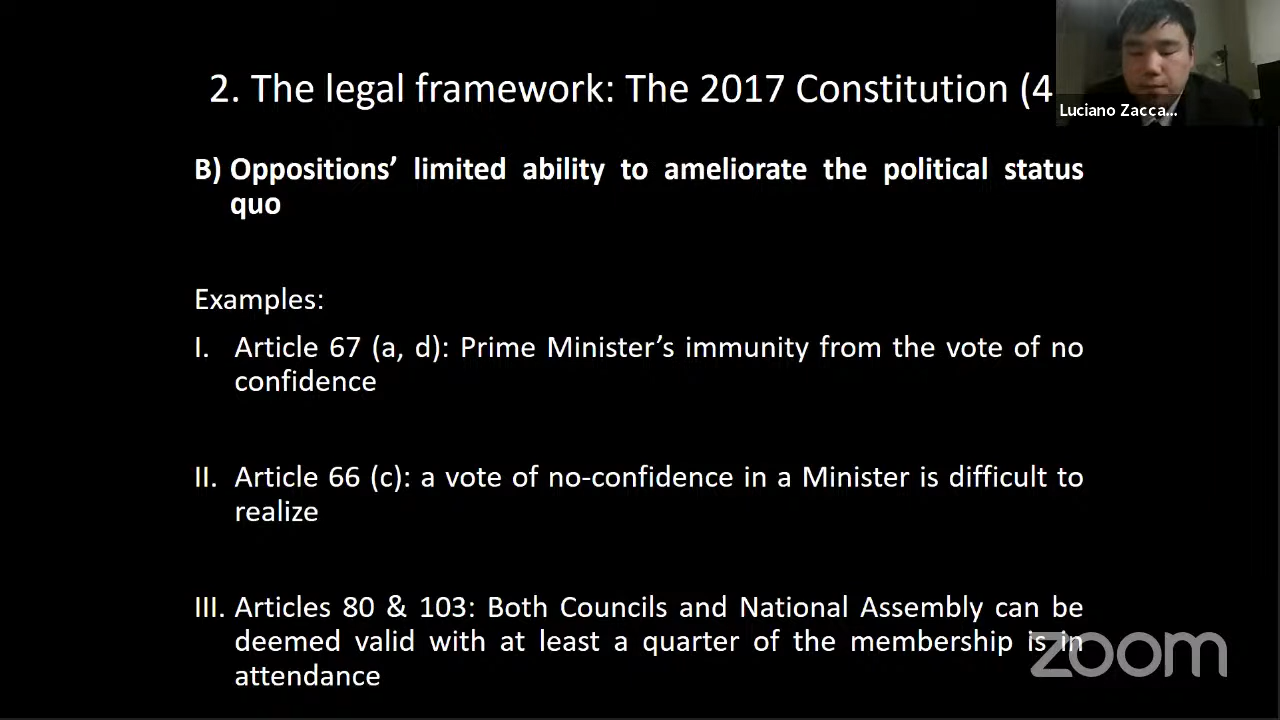 2. The legal framework: The 2017 Constitution (4
Luciano Zacca...
B) Oppositions’ limited ability to ameliorate the political status
quo
Examples:
I. Article 67 (a, d): Prime Minister’s immunity from the vote of no
confidence
II. Article 66 (c): a vote of no-confidence in a Minister is difficult to
realize
III. Articles 80 & 103: Both Councils and National Assembly can be
deemed valid with at least a quarter of the membership is in
attendance
zoom